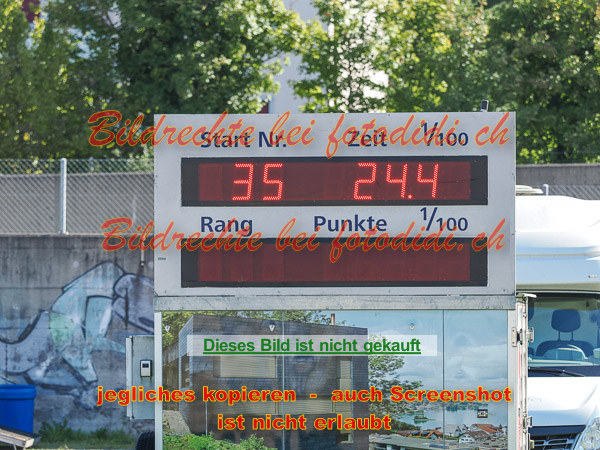 Bildrechte bei fotodidi.ch
Start Nr. Zeit 1/100
35 24.4
Rang Punkte 1/100
Bildrechte bei fotodidi.ch
Dieses Bild ist nicht gekauft
jegliches kopieren - auch Screenshot
ist nicht erlaubt